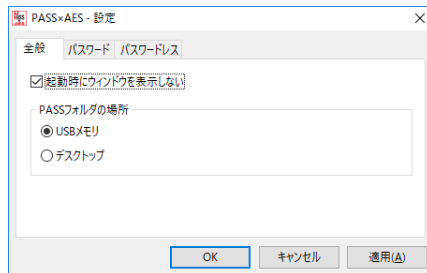 PASS×AES - 設定
全般 パスワード パスワードレス
起動時にウィンドウを表示しない
PASSフォルダの場所
USBメモリ
デスクトップ
OK キャンセル 適用(A)